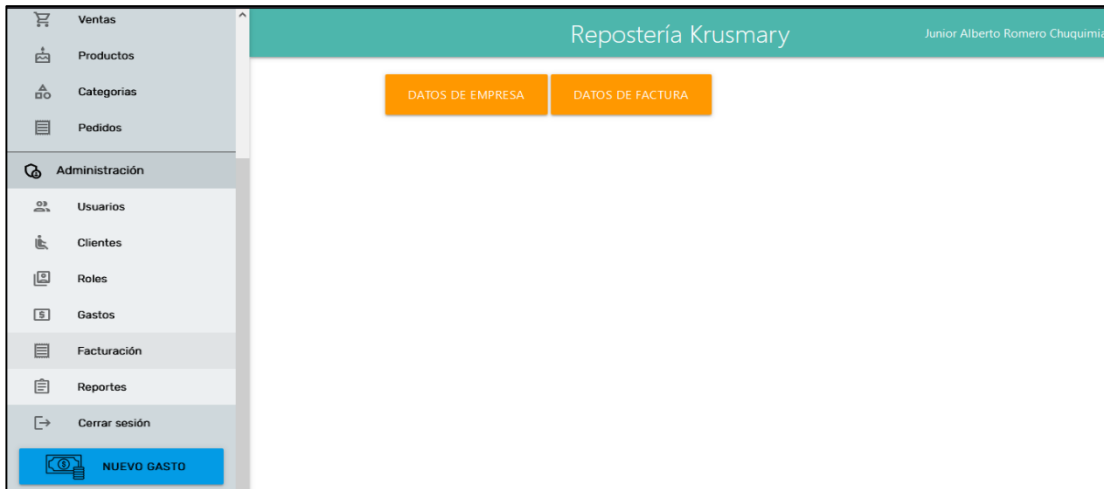 Ventas
Productos
Categorias
Pedidos
Administración
Usuarios
Clientes
Roles
Gastos
Facturación
Reportes
Cerrar sesión
NUEVO GASTO
Repostería Krusmary
Junior Alberto Romero Chuquimia
DATOS DE EMPRESA
DATOS DE FACTURA